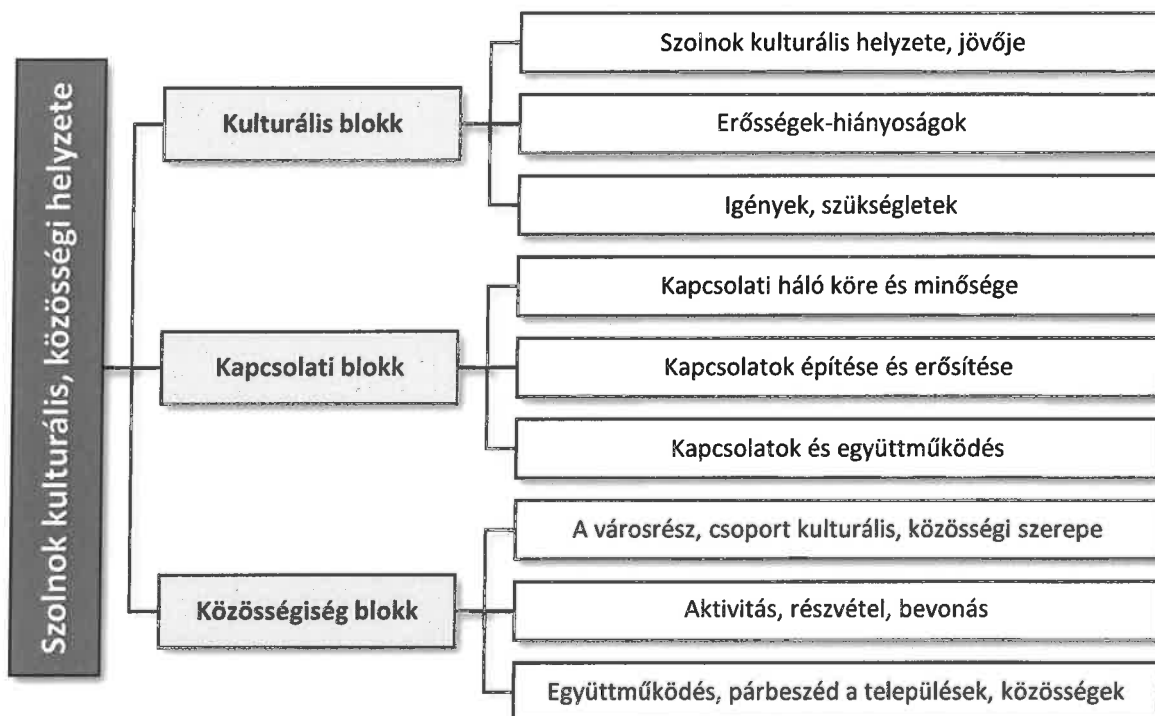 Szolnok kulturális, közösségi helyzete
Kulturális blokk
Szolnok kulturális helyzete, jövője
Erősségek-hiányoságok
Igények, szükségletek
Kapcsolati blokk
Kapcsolati háló köre és minősége
Kapcsolatok építése és erősítése
Kapcsolatok és együttműködés
Közösségiség blokk
A városrész, csoport kulturális, közösségi szerepe
Aktivitás, részvétel, bevonás
Együttműködés, párbeszéd a települések, közösségek